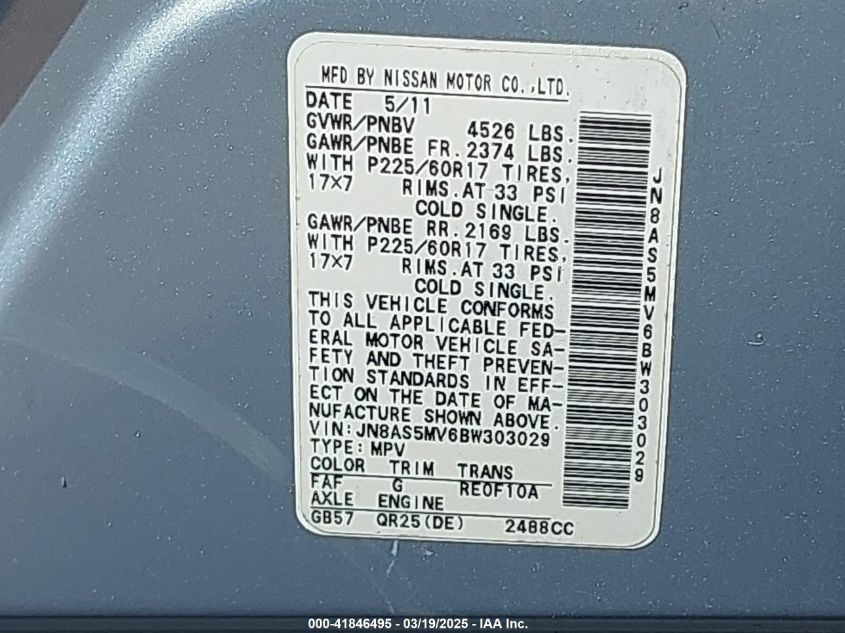 MFD BY NISSAN MOTOR CO.,LTD.
DATE 5/11
GVWR/PNBV 4526 LBS.
GAWR/PNBE FR. 2374 LBS.
WITH P225/60R17 TIRES,
17×7 RIMS.AT 33 PSI
COLD SINGLE.
GAWR/PNBE RR. 2169 LBS.
WITH P225/60R17 TIRES,
17×7 RIMS.AT 33 PSI
COLD SINGLE.
THIS VEHICLE CONFORMS
TO ALL APPLICABLE FED-
ERAL MOTOR VEHICLE SA-
FETY AND THEFT PREVEN-
TION STANDARDS IN EFF-
ECT ON THE DATE OF MA-
NUFACTURE SHOWN ABOVE.
VIN:JN8AS5MV6BW303029
TYPE:MPV
COLOR TRIM TRANS
FAF G RE0F10A
AXLE ENGINE
GB57 QR25(DE) 2488CC
JN8AS5MV6BW303029
000-41846495 - 03/19/2025 - IAA Inc.